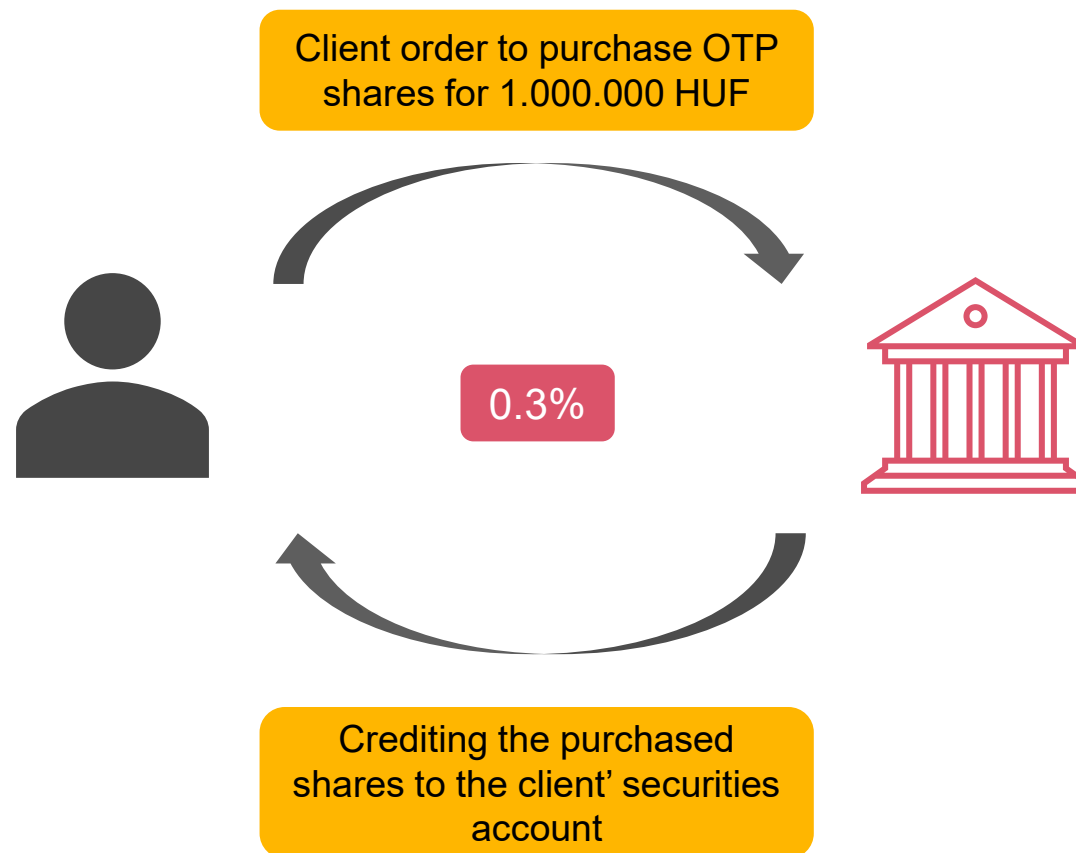 Client order to purchase OTP
shares for 1.000.000 HUF
0.3%
Crediting the purchased
shares to the client’ securities
account